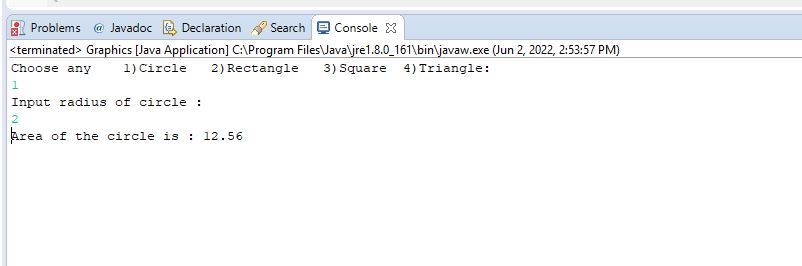 Problems @ Javadoc Declaration Search Console
<terminated> Graphics [Java Application] C:\Program Files\Java\jre1.8.0_161\bin\javaw.exe (Jun 2, 2022, 2:53:57 PM)
Choose any    1)Circle   2)Rectangle   3)Square  4)Triangle:
1
Input radius of circle :
2
Area of the circle is : 12.56